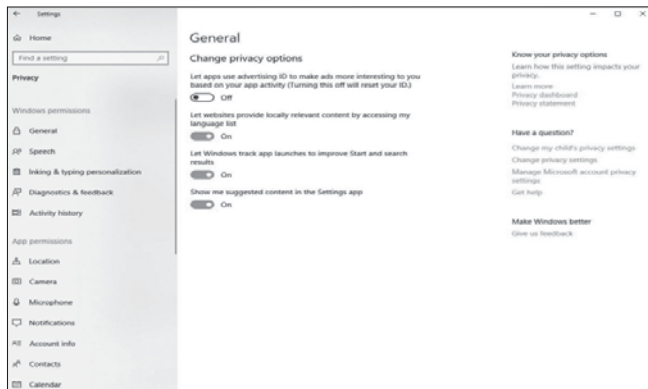 Settings
Home
Find a setting
Privacy
Windows permissions
General
Speech
Inking & typing personalization
Diagnostics & feedback
Activity history
App permissions
Location
Camera
Microphone
Notifications
Account info
Contacts
Calendar
General
Change privacy options
Let apps use advertising ID to make ads more interesting to you
based on your app activity (Turning this off will reset your ID.)
Off
Let websites provide locally relevant content by accessing my
language list
On
Let Windows track app launches to improve Start and search
results
On
Show me suggested content in the Settings app
On
Know your privacy options
Learn how this setting impacts your
privacy.
Learn more
Privacy dashboard
Privacy statement
Have a question?
Change my child's privacy settings
Change privacy settings
Manage Microsoft account privacy
settings
Get help
Make Windows better
Give us feedback